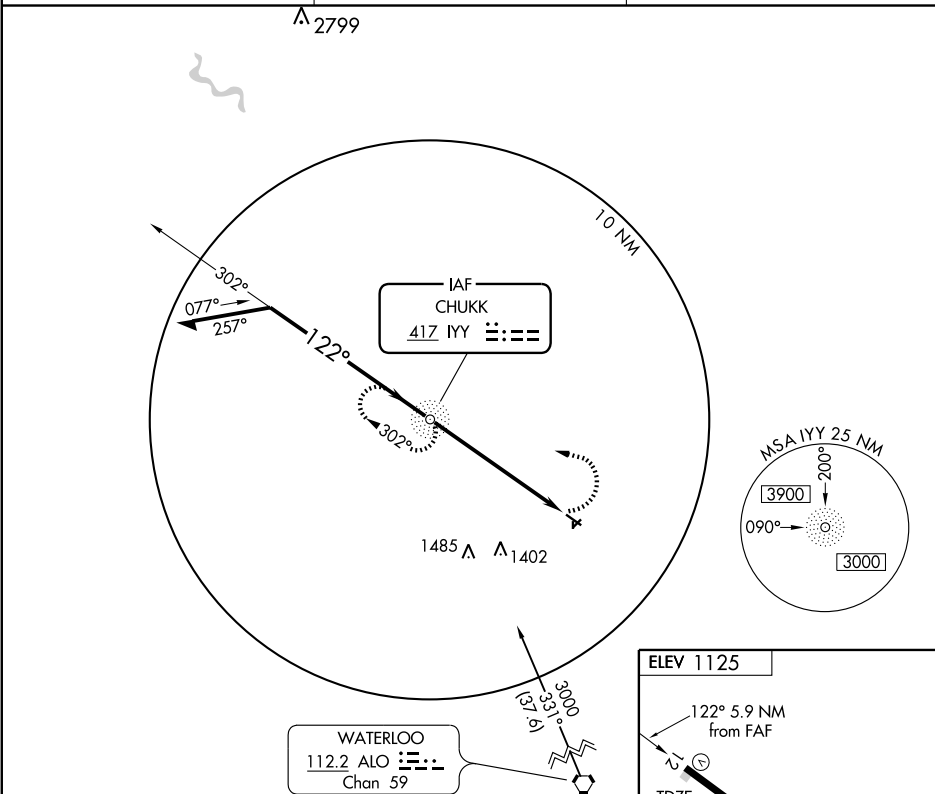 2799
10 NM
IAF
CHUKK
417 IYY
302°
077°
257°
122°
302°
MSA IYY 25 NM
200°
3900
090°
3000
1485
1402
ELEV 1125
3000
331°
(37.6)
122° 5.9 NM
from FAF
12
V
WATERLOO
112.2 ALO
Chan 59